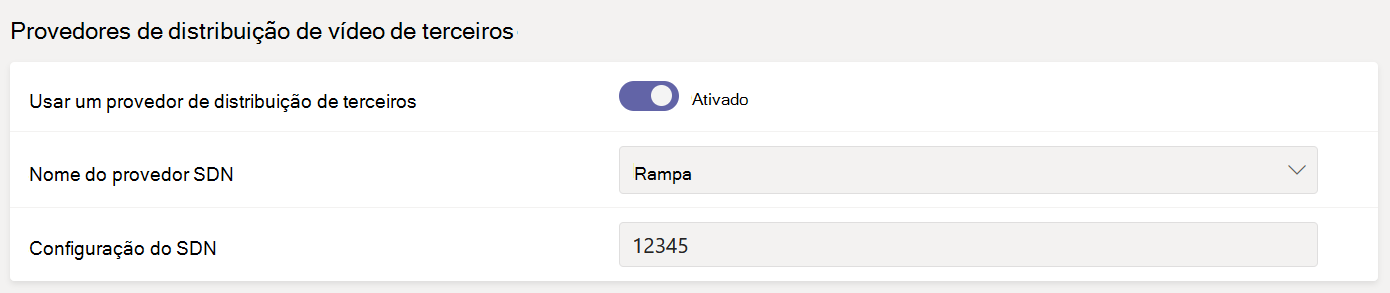 Provedores de distribuição de vídeo de terceiros
Usar um provedor de distribuição de terceiros
Ativado
Nome do provedor SDN
Rampa
Configuração do SDN
12345